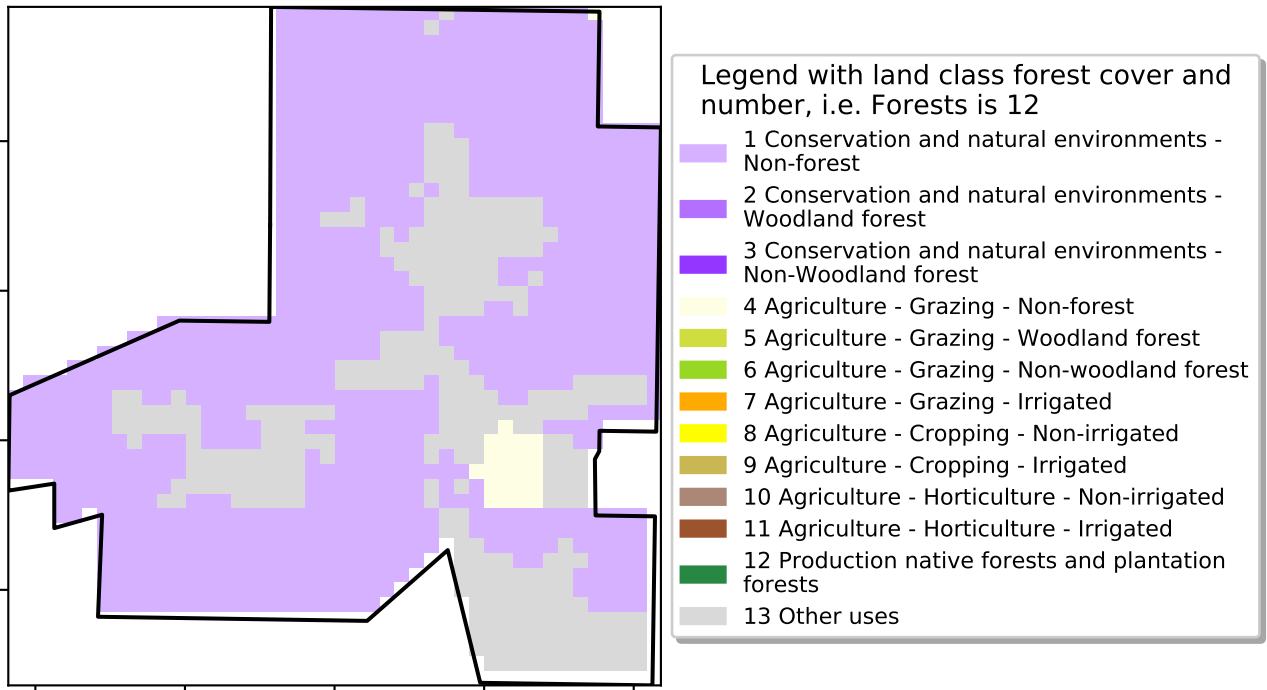 Legend with land class forest cover and
number, i.e. Forests is 12
1 Conservation and natural environments -
Non-forest
2 Conservation and natural environments -
Woodland forest
3 Conservation and natural environments -
Non-Woodland forest
4 Agriculture - Grazing - Non-forest
5 Agriculture - Grazing - Woodland forest
6 Agriculture - Grazing - Non-woodland forest
7 Agriculture - Grazing - Irrigated
8 Agriculture - Cropping - Non-irrigated
9 Agriculture - Cropping - Irrigated
10 Agriculture - Horticulture - Non-irrigated
11 Agriculture - Horticulture - Irrigated
12 Production native forests and plantation
forests
13 Other uses